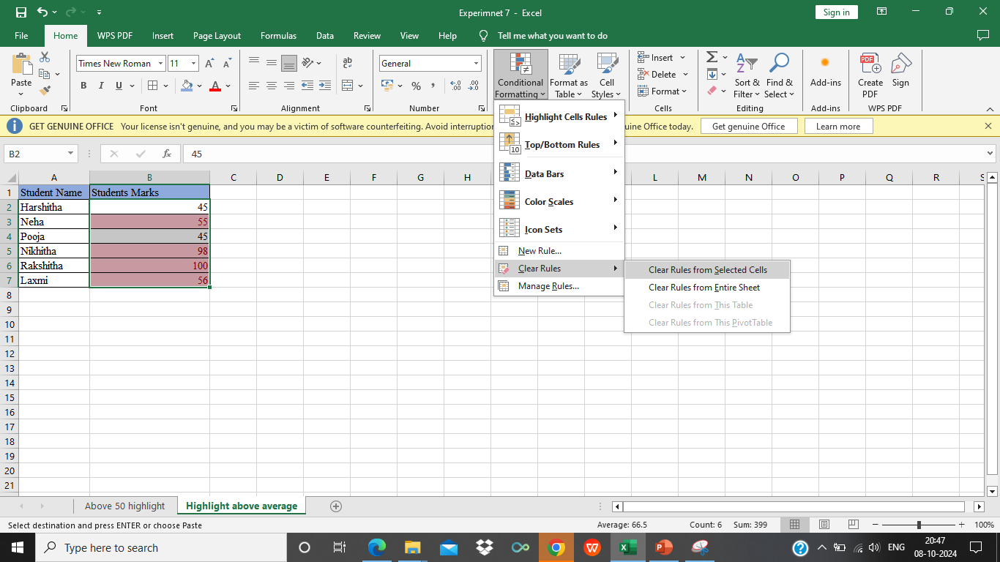 Experimnet 7 - Excel
Sign in
File Home WPS PDF Insert Page Layout Formulas Data Review View Help Tell me what you want to do
Paste
Clipboard
Times New Roman 11
B I U
A A
Font
ab
Alignment
General
% , .00 .0
Number
Conditional Formatting
Format as Table
Cell Styles
Insert
Delete
Format
Cells
Sort & Filter
Find & Select
Editing
Add-ins
Add-ins
Create PDF
Sign
WPS PDF
GET GENUINE OFFICE Your license isn't genuine, and you may be a victim of software counterfeiting. Avoid interruption
uine Office today. Get genuine Office Learn more
B2 fx 45
Highlight Cells Rules
Top/Bottom Rules
Data Bars
Color Scales
Icon Sets
New Rule...
Clear Rules
Manage Rules...
Clear Rules from Selected Cells
Clear Rules from Entire Sheet
Clear Rules from This Table
Clear Rules from This PivotTable
A B C D E F G H L M N O P Q R S
1 Student Name Students Marks
2 Harshitha 45
3 Neha 55
4 Pooja 45
5 Nikhitha 98
6 Rakshitha 100
7 Laxmi 56
8
9
10
11
12
13
14
15
16
17
18
19
20
21
Above 50 highlight Highlight above average
Select destination and press ENTER or choose Paste Average: 66.5 Count: 6 Sum: 399 100%
Type here to search ENG 20:47
08-10-2024